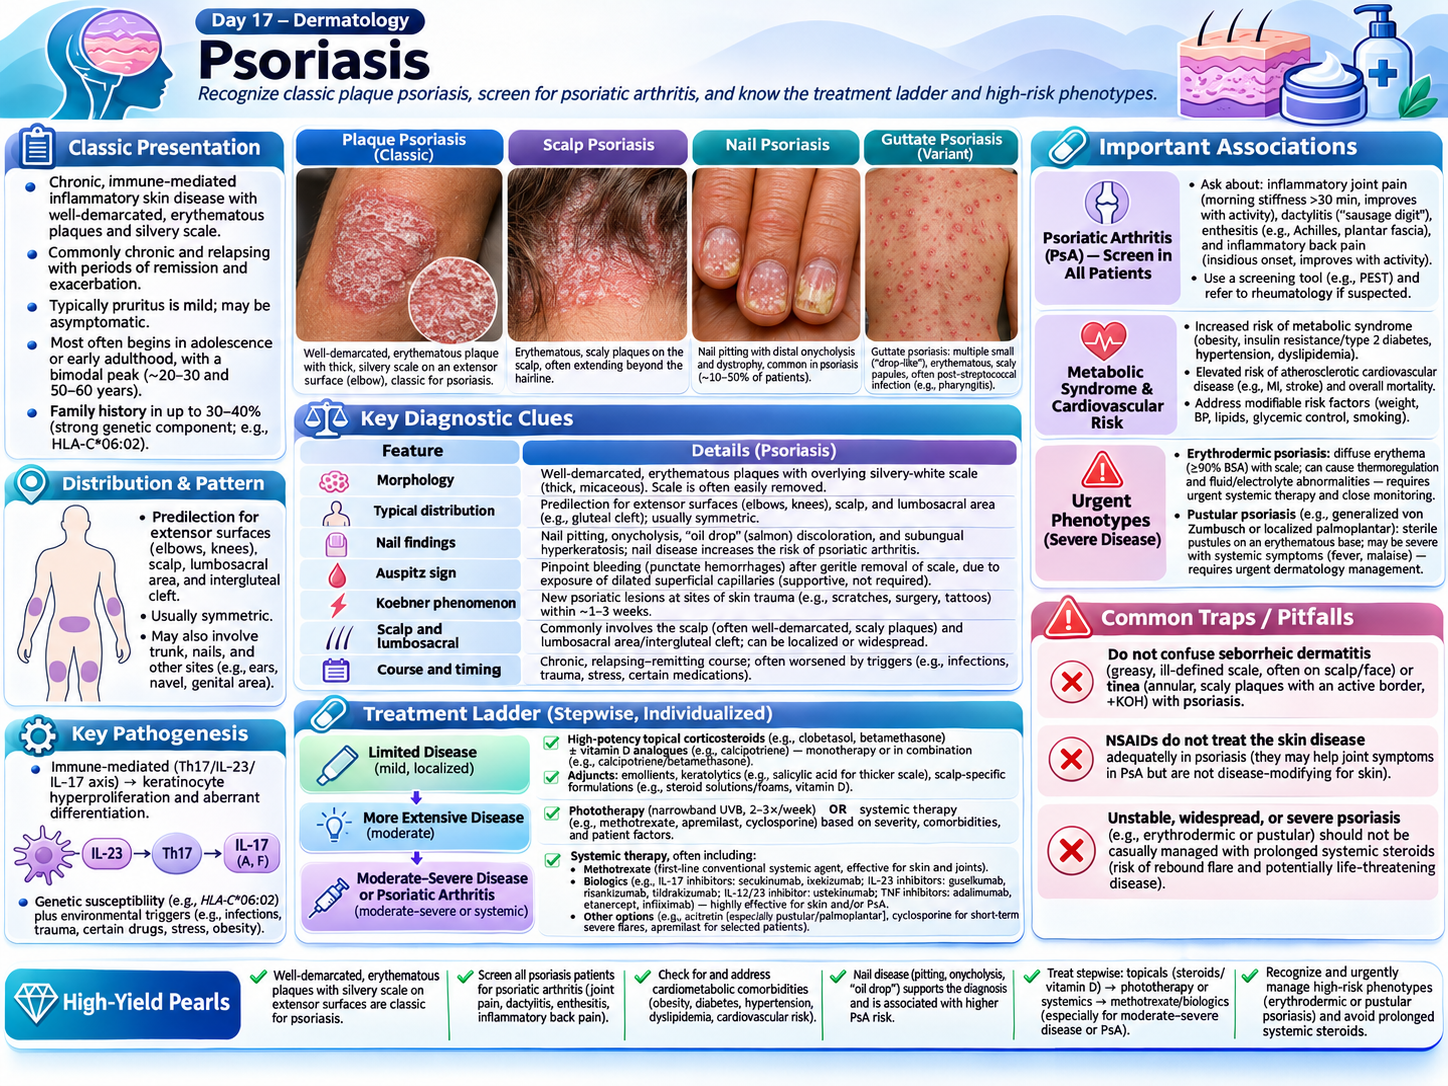 Day 17 – Dermatology
Psoriasis
Recognize classic plaque psoriasis, screen for psoriatic arthritis, and know the treatment ladder and high-risk phenotypes.
Classic Presentation
Chronic, immune-mediated
inflammatory skin disease with
well-demarcated, erythematous
plaques and silvery scale.
Commonly chronic and relapsing
with periods of remission and
exacerbation.
Typically pruritus is mild; may be
asymptomatic.
Most often begins in adolescence
or early adulthood, with a
bimodal peak (~20–30 and
50–60 years).
Family history in up to 30–40%
(strong genetic component; e.g.,
HLA-C*06:02).
Distribution & Pattern
• Predilection for
extensor surfaces
(elbows, knees),
scalp, lumbosacral
area, and intergluteal
cleft.
• Usually symmetric.
• May also involve
trunk, nails, and
other sites (e.g., ears,
navel, genital area).
Key Pathogenesis
Immune-mediated (Th17/IL-23/
IL-17 axis) → keratinocyte
hyperproliferation and aberrant
differentiation.
IL-23 → Th17 → IL-17
(A, F)
Genetic susceptibility (e.g., HLA-C*06:02)
plus environmental triggers (e.g., infections,
trauma, certain drugs, stress, obesity).
Plaque Psoriasis
(Classic)
Well-demarcated, erythematous plaque
with thick, silvery scale on an extensor
surface (elbow), classic for psoriasis.
Scalp Psoriasis
Erythematous, scaly plaques on the
scalp, often extending beyond the
hairline.
Nail Psoriasis
Nail pitting with distal onycholysis
and dystrophy, common in psoriasis
(~10–50% of patients).
Guttate Psoriasis
(Variant)
Guttate psoriasis: multiple small
("drop-like"), erythematous, scaly
papules, often post-streptococcal
infection (e.g., pharyngitis).
Key Diagnostic Clues
Feature
Details (Psoriasis)
Morphology
Well-demarcated, erythematous plaques with overlying silvery-white scale
(thick, micaceous). Scale is often easily removed.
Typical distribution
Predilection for extensor surfaces (elbows, knees), scalp, and lumbosacral area
(e.g., gluteal cleft); usually symmetric.
Nail findings
Nail pitting, onycholysis, "oil drop" (salmon) discoloration, and subungual
hyperkeratosis; nail disease increases the risk of psoriatic arthritis.
Auspitz sign
Pinpoint bleeding (punctate hemorrhages) after geritle removal of scale, due to
exposure of dilated superficial capillaries (supportive, not required).
Koebner phenomenon
New psoriatic lesions at sites of skin trauma (e.g., scratches, surgery, tattoos)
within ~1–3 weeks.
Scalp and
lumbosacral
Commonly involves the scalp (often well-demarcated, scaly plaques) and
lumbosacral area/intergluteal cleft; can be localized or widespread.
Course and timing
Chronic, relapsing–remitting course; often worsened by triggers (e.g., infections,
trauma, stress, certain medications).
Treatment Ladder (Stepwise, Individualized)
Limited Disease
(mild, localized)
High-potency topical corticosteroids (e.g., clobetasol, betamethasone)
± vitamin D analogues (e.g., calcipotriene) — monotherapy or in combination
(e.g., calcipotriene/betamethasone).
Adjuncts: emollients, keratolytics (e.g., salicylic acid for thicker scale), scalp-specific
formulations (e.g., steroid solutions/foams, vitamin D).
More Extensive Disease
(moderate)
Phototherapy (narrowband UVB, 2–3×/week) OR systemic therapy
(e.g., methotrexate, apremilast, cyclosporine) based on severity, comorbidities,
and patient factors.
Moderate–Severe Disease
or Psoriatic Arthritis
(moderate–severe or systemic)
Systemic therapy, often including:
• Methotrexate (first-line conventional systemic agent, effective for skin and joints).
• Biologics (e.g., IL-17 inhibitors: secukinumab, ixekizumab; IL-23 inhibitors: guselkumab,
risankizumab, tildrakizumab; IL-12/23 inhibitor: ustekinumab; TNF inhibitors: adalimumab,
etanercept, infliximab) — highly effective for skin and/or PsA.
• Other options (e.g., acitretin [especially pustular/palmoplantar], cyclosporine for short-term
severe flares, apremilast for selected patients).
Important Associations
Psoriatic Arthritis
(PsA) — Screen in
All Patients
• Ask about: inflammatory joint pain
(morning stiffness >30 min, improves
with activity), dactylitis ("sausage digit"),
enthesitis (e.g., Achilles, plantar fascia),
and inflammatory back pain
(insidious onset, improves with activity).
• Use a screening tool (e.g., PEST) and
refer to rheumatology if suspected.
Metabolic
Syndrome &
Cardiovascular
Risk
• Increased risk of metabolic syndrome
(obesity, insulin resistance/type 2 diabetes,
hypertension, dyslipidemia).
• Elevated risk of atherosclerotic cardiovascular
disease (e.g., MI, stroke) and overall mortality.
• Address modifiable risk factors (weight,
BP, lipids, glycemic control, smoking).
Urgent
Phenotypes
(Severe Disease)
• Erythrodermic psoriasis: diffuse erythema
(≥90% BSA) with scale; can cause thermoregulation
and fluid/electrolyte abnormalities — requires
urgent systemic therapy and close monitoring.
• Pustular psoriasis (e.g., generalized von
Zumbusch or localized palmoplantar): sterile
pustules on an erythematous base; may be severe
with systemic symptoms (fever, malaise) —
requires urgent dermatology management.
Common Traps / Pitfalls
Do not confuse seborrheic dermatitis
(greasy, ill-defined scale, often on scalp/face) or
tinea (annular, scaly plaques with an active border,
+KOH) with psoriasis.
NSAIDs do not treat the skin disease
adequatelly in psoriasis (they may help joint symptoms
in PsA but are not disease-modifying for skin).
Unstable, widespread, or severe psoriasis
(e.g., erythrodermic or pustular) should not be
casually managed with prolonged systemic steroids
(risk of rebound flare and potentially life-threatening
disease).
High-Yield Pearls
Well-demarcated, erythematous
plaques with silvery scale on
extensor surfaces are classic
for psoriasis.
Screen all psoriasis patients
for psoriatic arthritis (joint
pain, dactylitis, enthesitis,
inflammatory back pain).
Check for and address
cardiometabolic comorbidities
(obesity, diabetes, hypertension,
dyslipidemia, cardiovascular risk).
Nail disease (pitting, onycholysis,
"oil drop") supports the diagnosis
and is associated with higher
PsA risk.
Treat stepwise: topicals (steroids/
vitamin D) → phototherapy or
systemics → methotrexate/biologics
(especially for moderate–severe
disease or PsA).
Recognize and urgently
manage high-risk phenotypes
(erythrodermic or pustular
psoriasis) and avoid prolonged
systemic steroids.